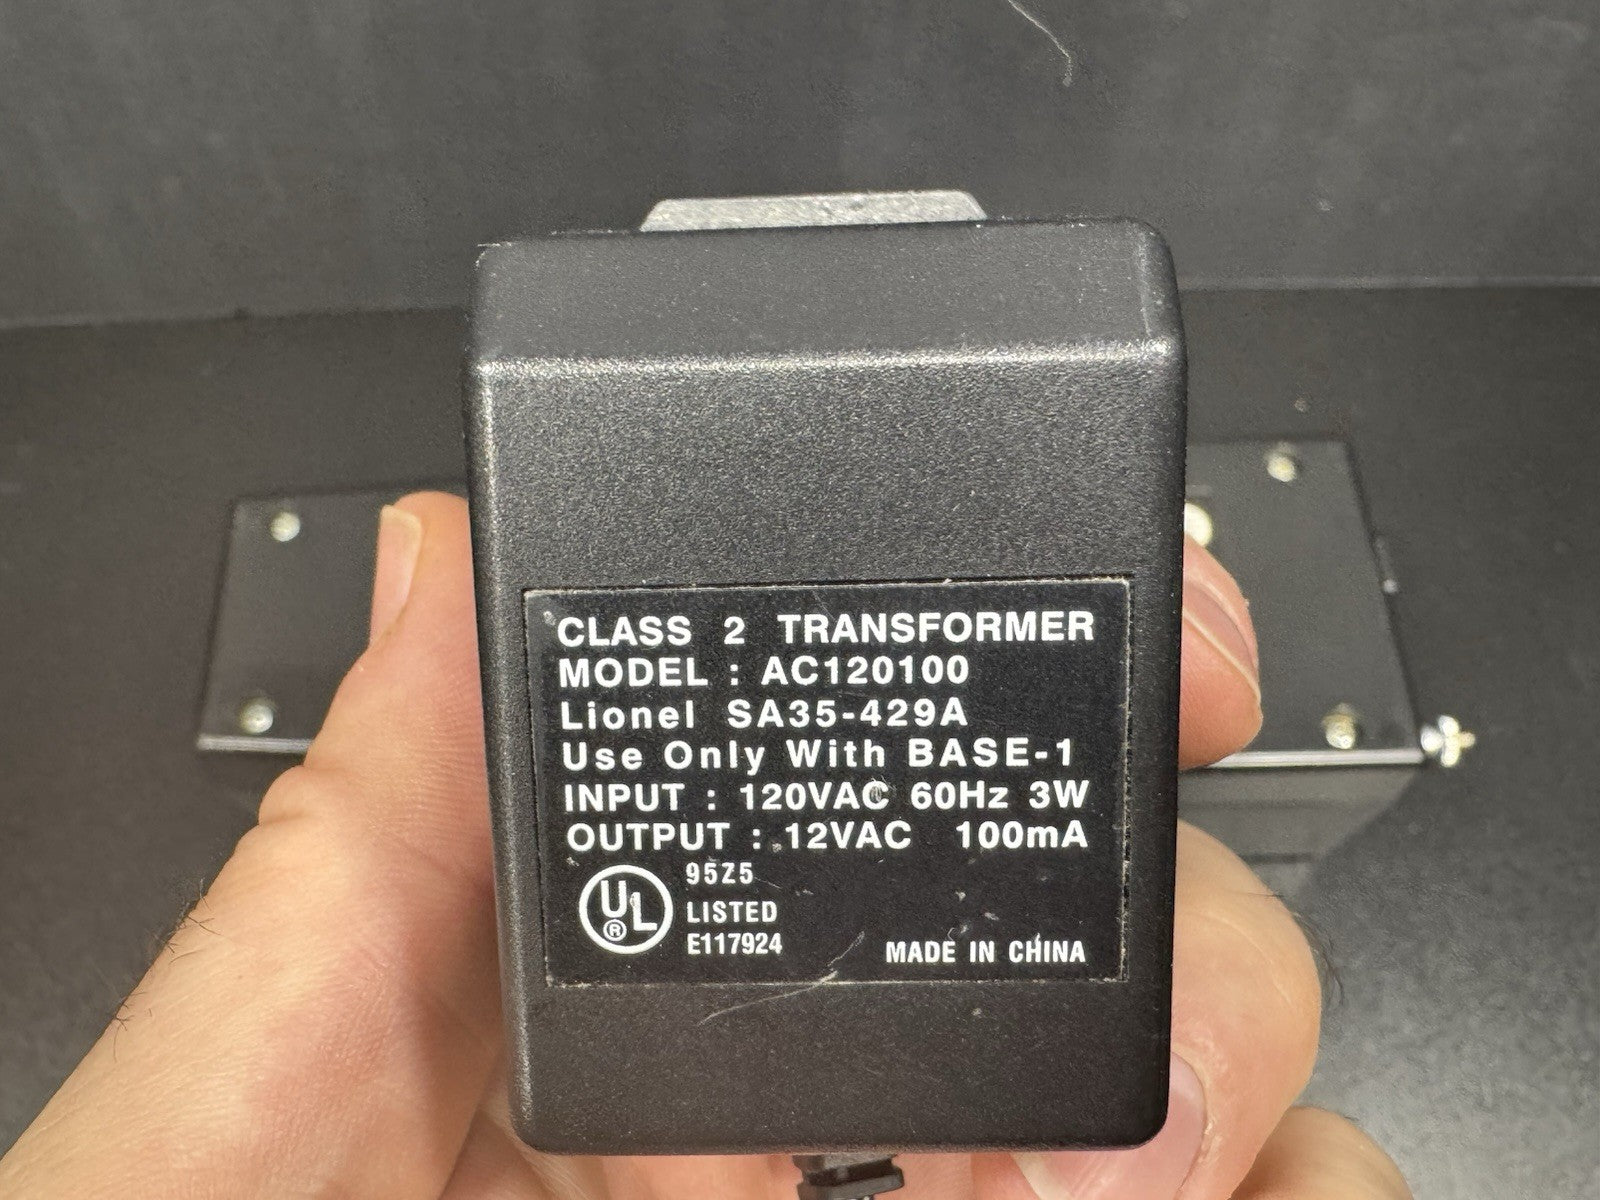 CLASS 2 TRANSFORMER
MODEL : AC120100
Lionel SA35-429A
Use Only With BASE-1
INPUT : 120VAC 60Hz 3W
OUTPUT : 12VAC 100mA
UL ® 95Z5
LISTED
E117924
MADE IN CHINA